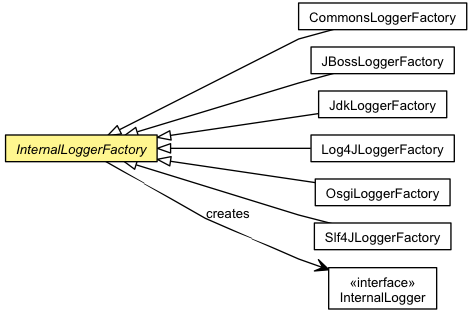 CommonsLoggerFactory
JBossLoggerFactory
JdkLoggerFactory
InternalLoggerFactory
Log4JLoggerFactory
OsgiLoggerFactory
creates
Slf4JLoggerFactory
«interface»
InternalLogger